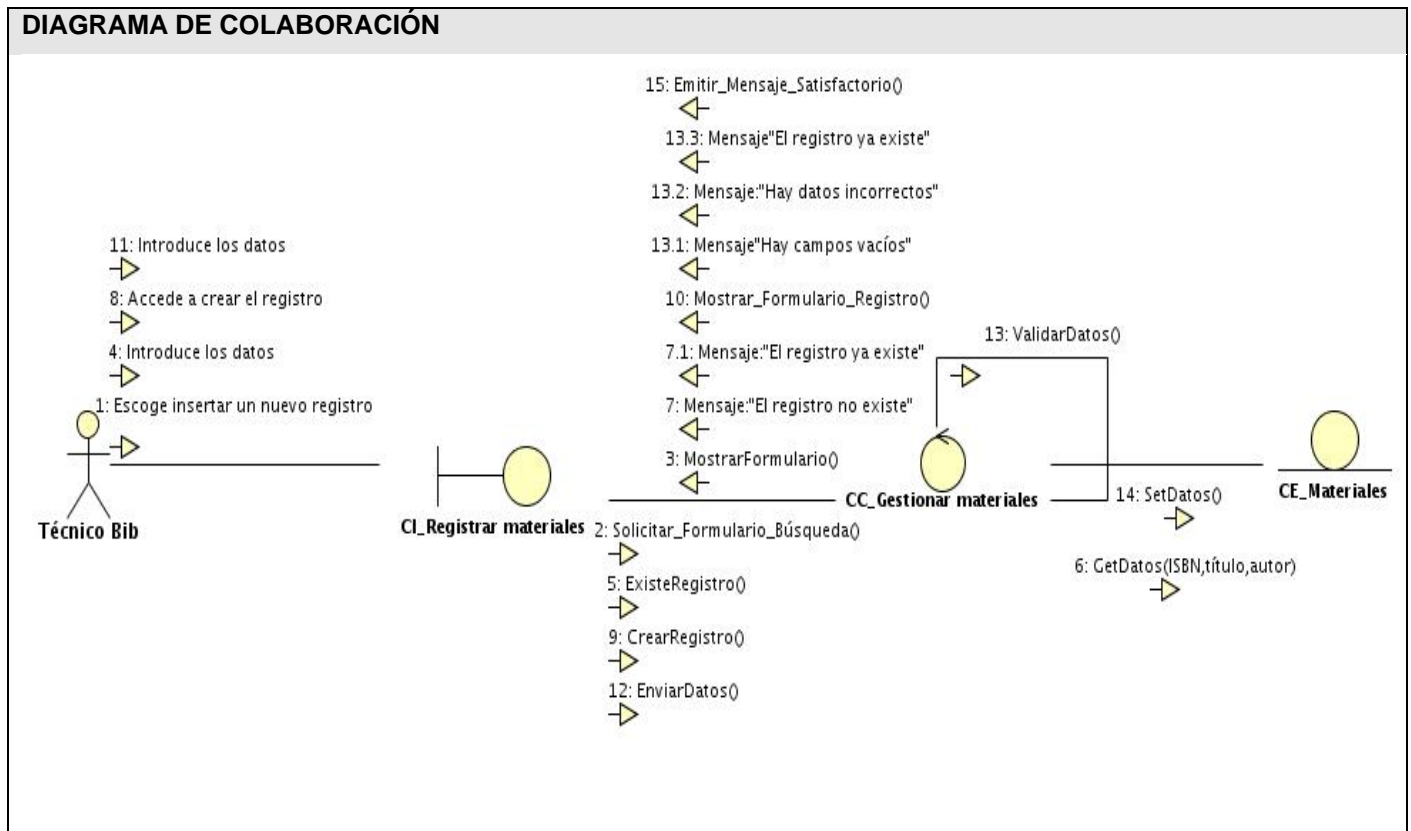 DIAGRAMA DE COLABORACIÓN
15: Emitir_Mensaje_Satisfactorio()
13.3: Mensaje"El registro ya existe"
13.2: Mensaje:"Hay datos incorrectos"
13.1: Mensaje"Hay campos vacíos"
10: Mostrar_Formulario_Registro()
7.1: Mensaje:"El registro ya existe"
7: Mensaje:"El registro no existe"
3: MostrarFormulario()
11: Introduce los datos
8: Accede a crear el registro
4: Introduce los datos
1: Escoge insertar un nuevo registro
13: ValidarDatos()
Técnico Bib
CI_Registrar materiales
CC_Gestionar materiales
CE_Materiales
2: Solicitar_Formulario_Búsqueda()
5: ExisteRegistro()
9: CrearRegistro()
12: EnviarDatos()
14: SetDatos()
6: GetDatos(ISBN,título,autor)